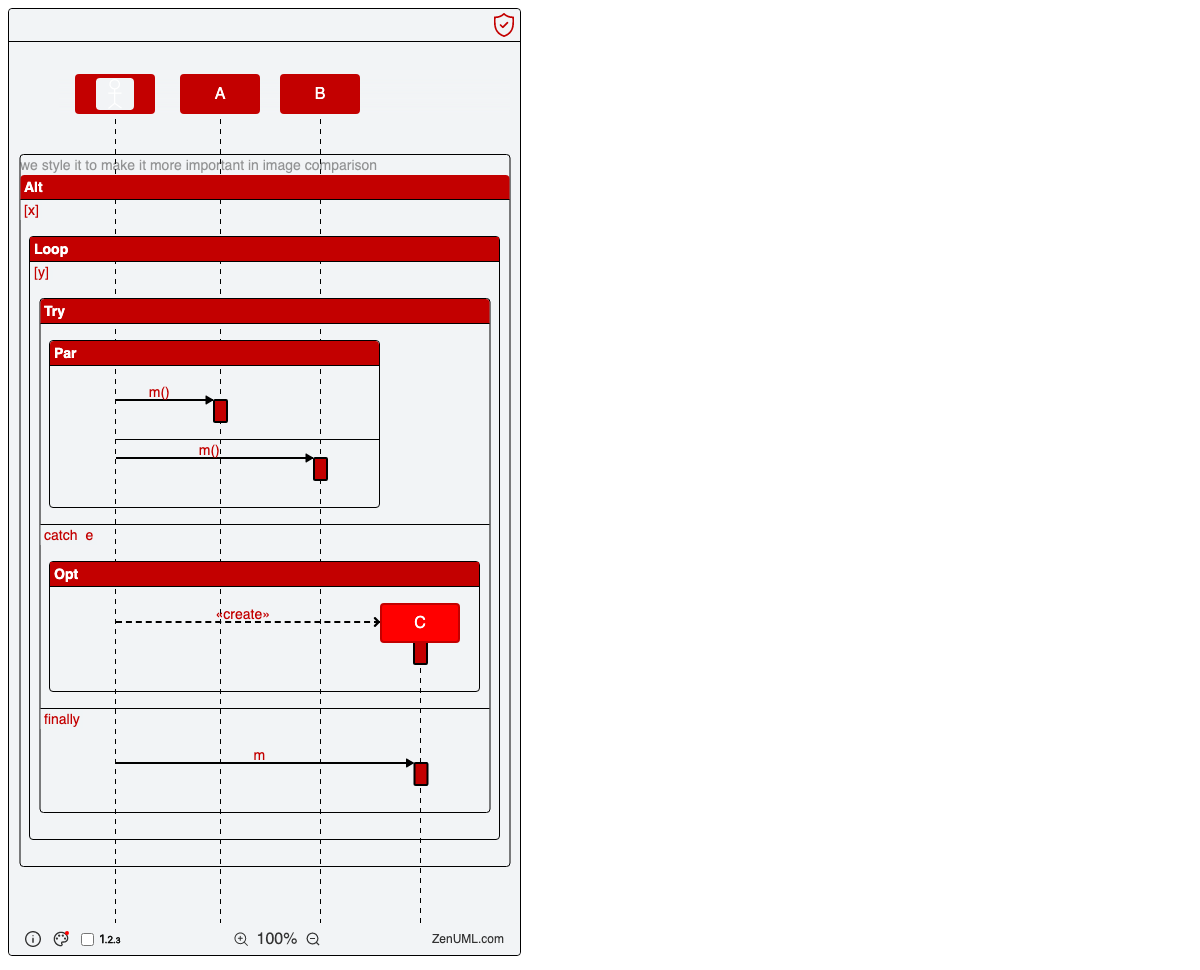 A
B
we style it to make it more important in image comparison
Alt
[x]
Loop
[y]
Try
Par
m()
m()
catch e
Opt
«create»
C
finally
m
1.2.3
100%
ZenUML.com